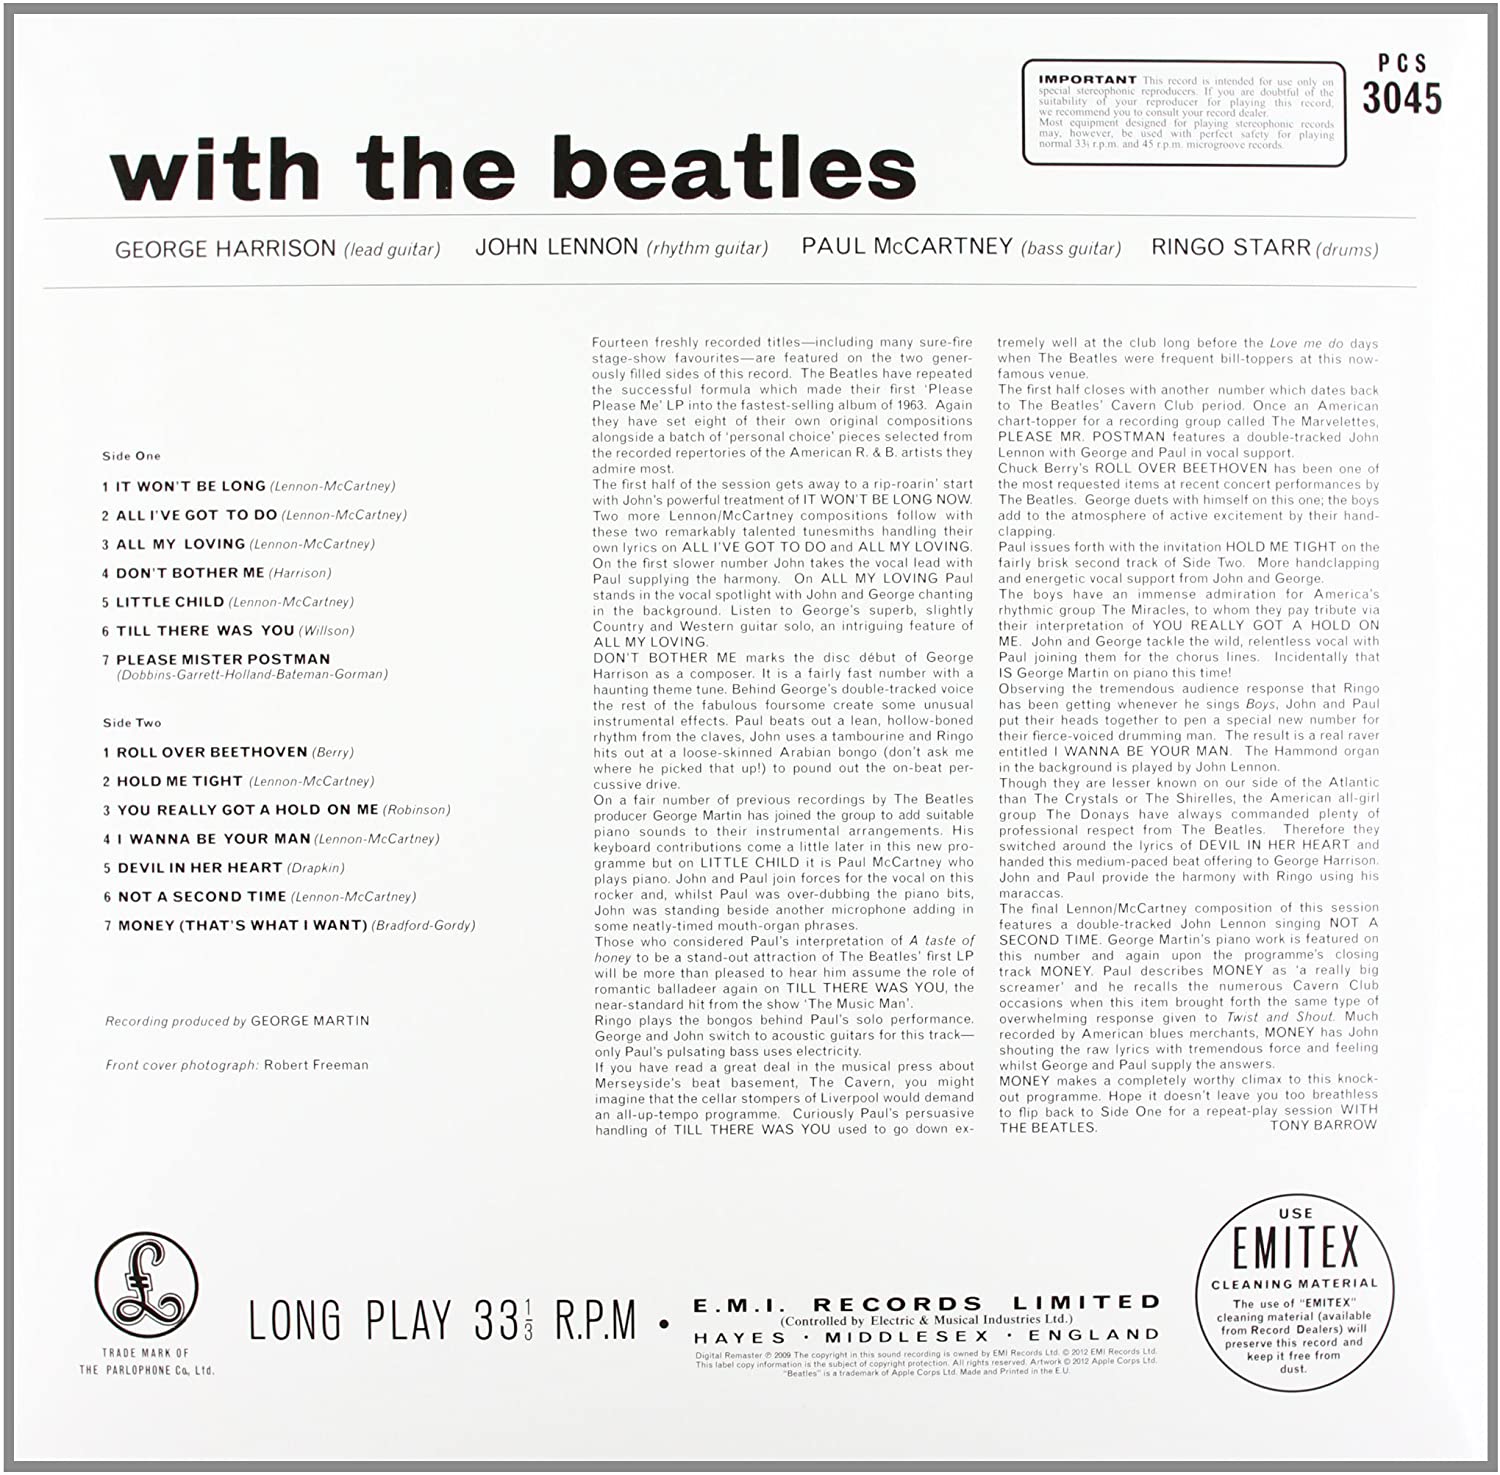 PCS
3045
IMPORTANT This record is intended for use only on
special stereophonic reproducers. If you are doubtful of the
suitability of your reproducer for playing this record,
we recommend you to consult your record dealer.
Most equipment designed for playing stereophonic records
may, however, be used with perfect safety for playing
normal 33⅓ r.p.m. and 45 r.p.m. microgroove records.
with the beatles
GEORGE HARRISON (lead guitar) JOHN LENNON (rhythm guitar) PAUL McCARTNEY (bass guitar) RINGO STARR (drums)
Side One
1 IT WON'T BE LONG (Lennon-McCartney)
2 ALL I'VE GOT TO DO (Lennon-McCartney)
3 ALL MY LOVING (Lennon-McCartney)
4 DON'T BOTHER ME (Harrison)
5 LITTLE CHILD (Lennon-McCartney)
6 TILL THERE WAS YOU (Willson)
7 PLEASE MISTER POSTMAN
(Dobbins-Garrett-Holland-Bateman-Gorman)
Side Two
1 ROLL OVER BEETHOVEN (Berry)
2 HOLD ME TIGHT (Lennon-McCartney)
3 YOU REALLY GOT A HOLD ON ME (Robinson)
4 I WANNA BE YOUR MAN (Lennon-McCartney)
5 DEVIL IN HER HEART (Drapkin)
6 NOT A SECOND TIME (Lennon-McCartney)
7 MONEY (THAT'S WHAT I WANT) (Bradford-Gordy)
Recording produced by GEORGE MARTIN
Front cover photograph: Robert Freeman
Fourteen freshly recorded titles—including many sure-fire
stage-show favourites—are featured on the two gener-
ously filled sides of this record. The Beatles have repeated
the successful formula which made their first 'Please
Please Me' LP into the fastest-selling album of 1963. Again
they have set eight of their own original compositions
alongside a batch of 'personal choice' pieces selected from
the recorded repertories of the American R. & B. artists they
admire most.
The first half of the session gets away to a rip-roarin' start
with John's powerful treatment of IT WON'T BE LONG NOW.
Two more Lennon/McCartney compositions follow with
these two remarkably talented tunesmiths handling their
own lyrics on ALL I'VE GOT TO DO and ALL MY LOVING.
On the first slower number John takes the vocal lead with
Paul supplying the harmony. On ALL MY LOVING Paul
stands in the vocal spotlight with John and George chanting
in the background. Listen to George's superb, slightly
Country and Western guitar solo, an intriguing feature of
ALL MY LOVING.
DON'T BOTHER ME marks the disc début of George
Harrison as a composer. It is a fairly fast number with a
haunting theme tune. Behind George's double-tracked voice
the rest of the fabulous foursome create some unusual
instrumental effects. Paul beats out a lean, hollow-boned
rhythm from the claves, John uses a tambourine and Ringo
hits out at a loose-skinned Arabian bongo (don't ask me
where he picked that up!) to pound out the on-beat per-
cussive drive.
On a fair number of previous recordings by The Beatles
producer George Martin has joined the group to add suitable
piano sounds to their instrumental arrangements. His
keyboard contributions come a little later in this new pro-
gramme but on LITTLE CHILD it is Paul McCartney who
plays piano. John and Paul join forces for the vocal on this
rocker and, whilst Paul was over-dubbing the piano bits,
John was standing beside another microphone adding in
some neatly-timed mouth-organ phrases.
Those who considered Paul's interpretation of A taste of
honey to be a stand-out attraction of The Beatles' first LP
will be more than pleased to hear him assume the role of
romantic balladeer again on TILL THERE WAS YOU, the
near-standard hit from the show 'The Music Man'.
Ringo plays the bongos behind Paul's solo performance.
George and John switch to acoustic guitars for this track—
only Paul's pulsating bass uses electricity.
If you have read a great deal in the musical press about
Merseyside's beat basement, The Cavern, you might
imagine that the cellar stompers of Liverpool would demand
an all-up-tempo programme. Curiously Paul's persuasive
handling of TILL THERE WAS YOU used to go down ex-
tremely well at the club long before the Love me do days
when The Beatles were frequent bill-toppers at this now-
famous venue.
The first half closes with another number which dates back
to The Beatles' Cavern Club period. Once an American
chart-topper for a recording group called The Marvelettes,
PLEASE MR. POSTMAN features a double-tracked John
Lennon with George and Paul in vocal support.
Chuck Berry's ROLL OVER BEETHOVEN has been one of
the most requested items at recent concert performances by
The Beatles. George duets with himself on this one; the boys
add to the atmosphere of active excitement by their hand-
clapping.
Paul issues forth with the invitation HOLD ME TIGHT on the
fairly brisk second track of Side Two. More handclapping
and energetic vocal support from John and George.
The boys have an immense admiration for America's
rhythmic group The Miracles, to whom they pay tribute via
their interpretation of YOU REALLY GOT A HOLD ON
ME. John and George tackle the wild, relentless vocal with
Paul joining them for the chorus lines. Incidentally that
IS George Martin on piano this time!
Observing the tremendous audience response that Ringo
has been getting whenever he sings Boys, John and Paul
put their heads together to pen a special new number for
their fierce-voiced drumming man. The result is a real raver
entitled I WANNA BE YOUR MAN. The Hammond organ
in the background is played by John Lennon.
Though they are lesser known on our side of the Atlantic
than The Crystals or The Shirelles, the American all-girl
group The Donays have always commanded plenty of
professional respect from The Beatles. Therefore they
switched around the lyrics of DEVIL IN HER HEART and
handed this medium-paced beat offering to George Harrison.
John and Paul provide the harmony with Ringo using his
maraccas.
The final Lennon/McCartney composition of this session
features a double-tracked John Lennon singing NOT A
SECOND TIME. George Martin's piano work is featured on
this number and again upon the programme's closing
track MONEY. Paul describes MONEY as 'a really big
screamer' and he recalls the numerous Cavern Club
occasions when this item brought forth the same type of
overwhelming response given to Twist and Shout. Much
recorded by American blues merchants, MONEY has John
shouting the raw lyrics with tremendous force and feeling
whilst George and Paul supply the answers.
MONEY makes a completely worthy climax to this knock-
out programme. Hope it doesn't leave you too breathless
to flip back to Side One for a repeat-play session WITH
THE BEATLES. TONY BARROW
TRADE MARK OF
THE PARLOPHONE Co, Ltd.
LONG PLAY 33⅓ R.P.M •
E.M.I. RECORDS LIMITED
(Controlled by Electric & Musical Industries Ltd.)
HAYES · MIDDLESEX · ENGLAND
Digital Remaster ℗ 2009 The copyright in this sound recording is owned by EMI Records Ltd. © 2012 EMI Records Ltd.
This label copy information is the subject of copyright protection. All rights reserved. Artwork © 2012 Apple Corps Ltd.
"Beatles" is a trademark of Apple Corps Ltd. Made and Printed in the E.U.
USE
EMITEX
CLEANING MATERIAL
The use of "EMITEX"
cleaning material (available
from Record Dealers) will
preserve this record and
keep it free from
dust.